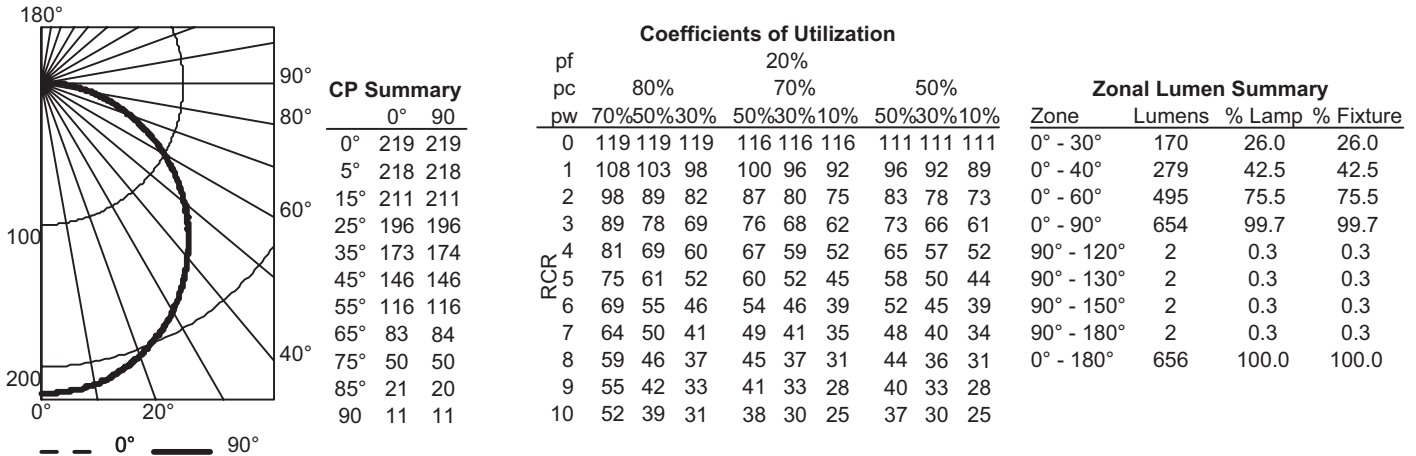 180°
90°
80°
60°
40°
100
200
0°
20°
0°
90°
CP Summary
0° 90
0° 219 219
5° 218 218
15° 211 211
25° 196 196
35° 173 174
45° 146 146
55° 116 116
65° 83 84
75° 50 50
85° 21 20
90 11 11
Coefficients of Utilization
pf 20%
pc 80% 70% 50%
pw 70%50%30% 50%30%10% 50%30%10%
RCR
0 119 119 119 116 116 116 111 111 111
1 108 103 98 100 96 92 96 92 89
2 98 89 82 87 80 75 83 78 73
3 89 78 69 76 68 62 73 66 61
4 81 69 60 67 59 52 65 57 52
5 75 61 52 60 52 45 58 50 44
6 69 55 46 54 46 39 52 45 39
7 64 50 41 49 41 35 48 40 34
8 59 46 37 45 37 31 44 36 31
9 55 42 33 41 33 28 40 33 28
10 52 39 31 38 30 25 37 30 25
Zonal Lumen Summary
Zone Lumens % Lamp % Fixture
0° - 30° 170 26.0 26.0
0° - 40° 279 42.5 42.5
0° - 60° 495 75.5 75.5
0° - 90° 654 99.7 99.7
90° - 120° 2 0.3 0.3
90° - 130° 2 0.3 0.3
90° - 150° 2 0.3 0.3
90° - 180° 2 0.3 0.3
0° - 180° 656 100.0 100.0